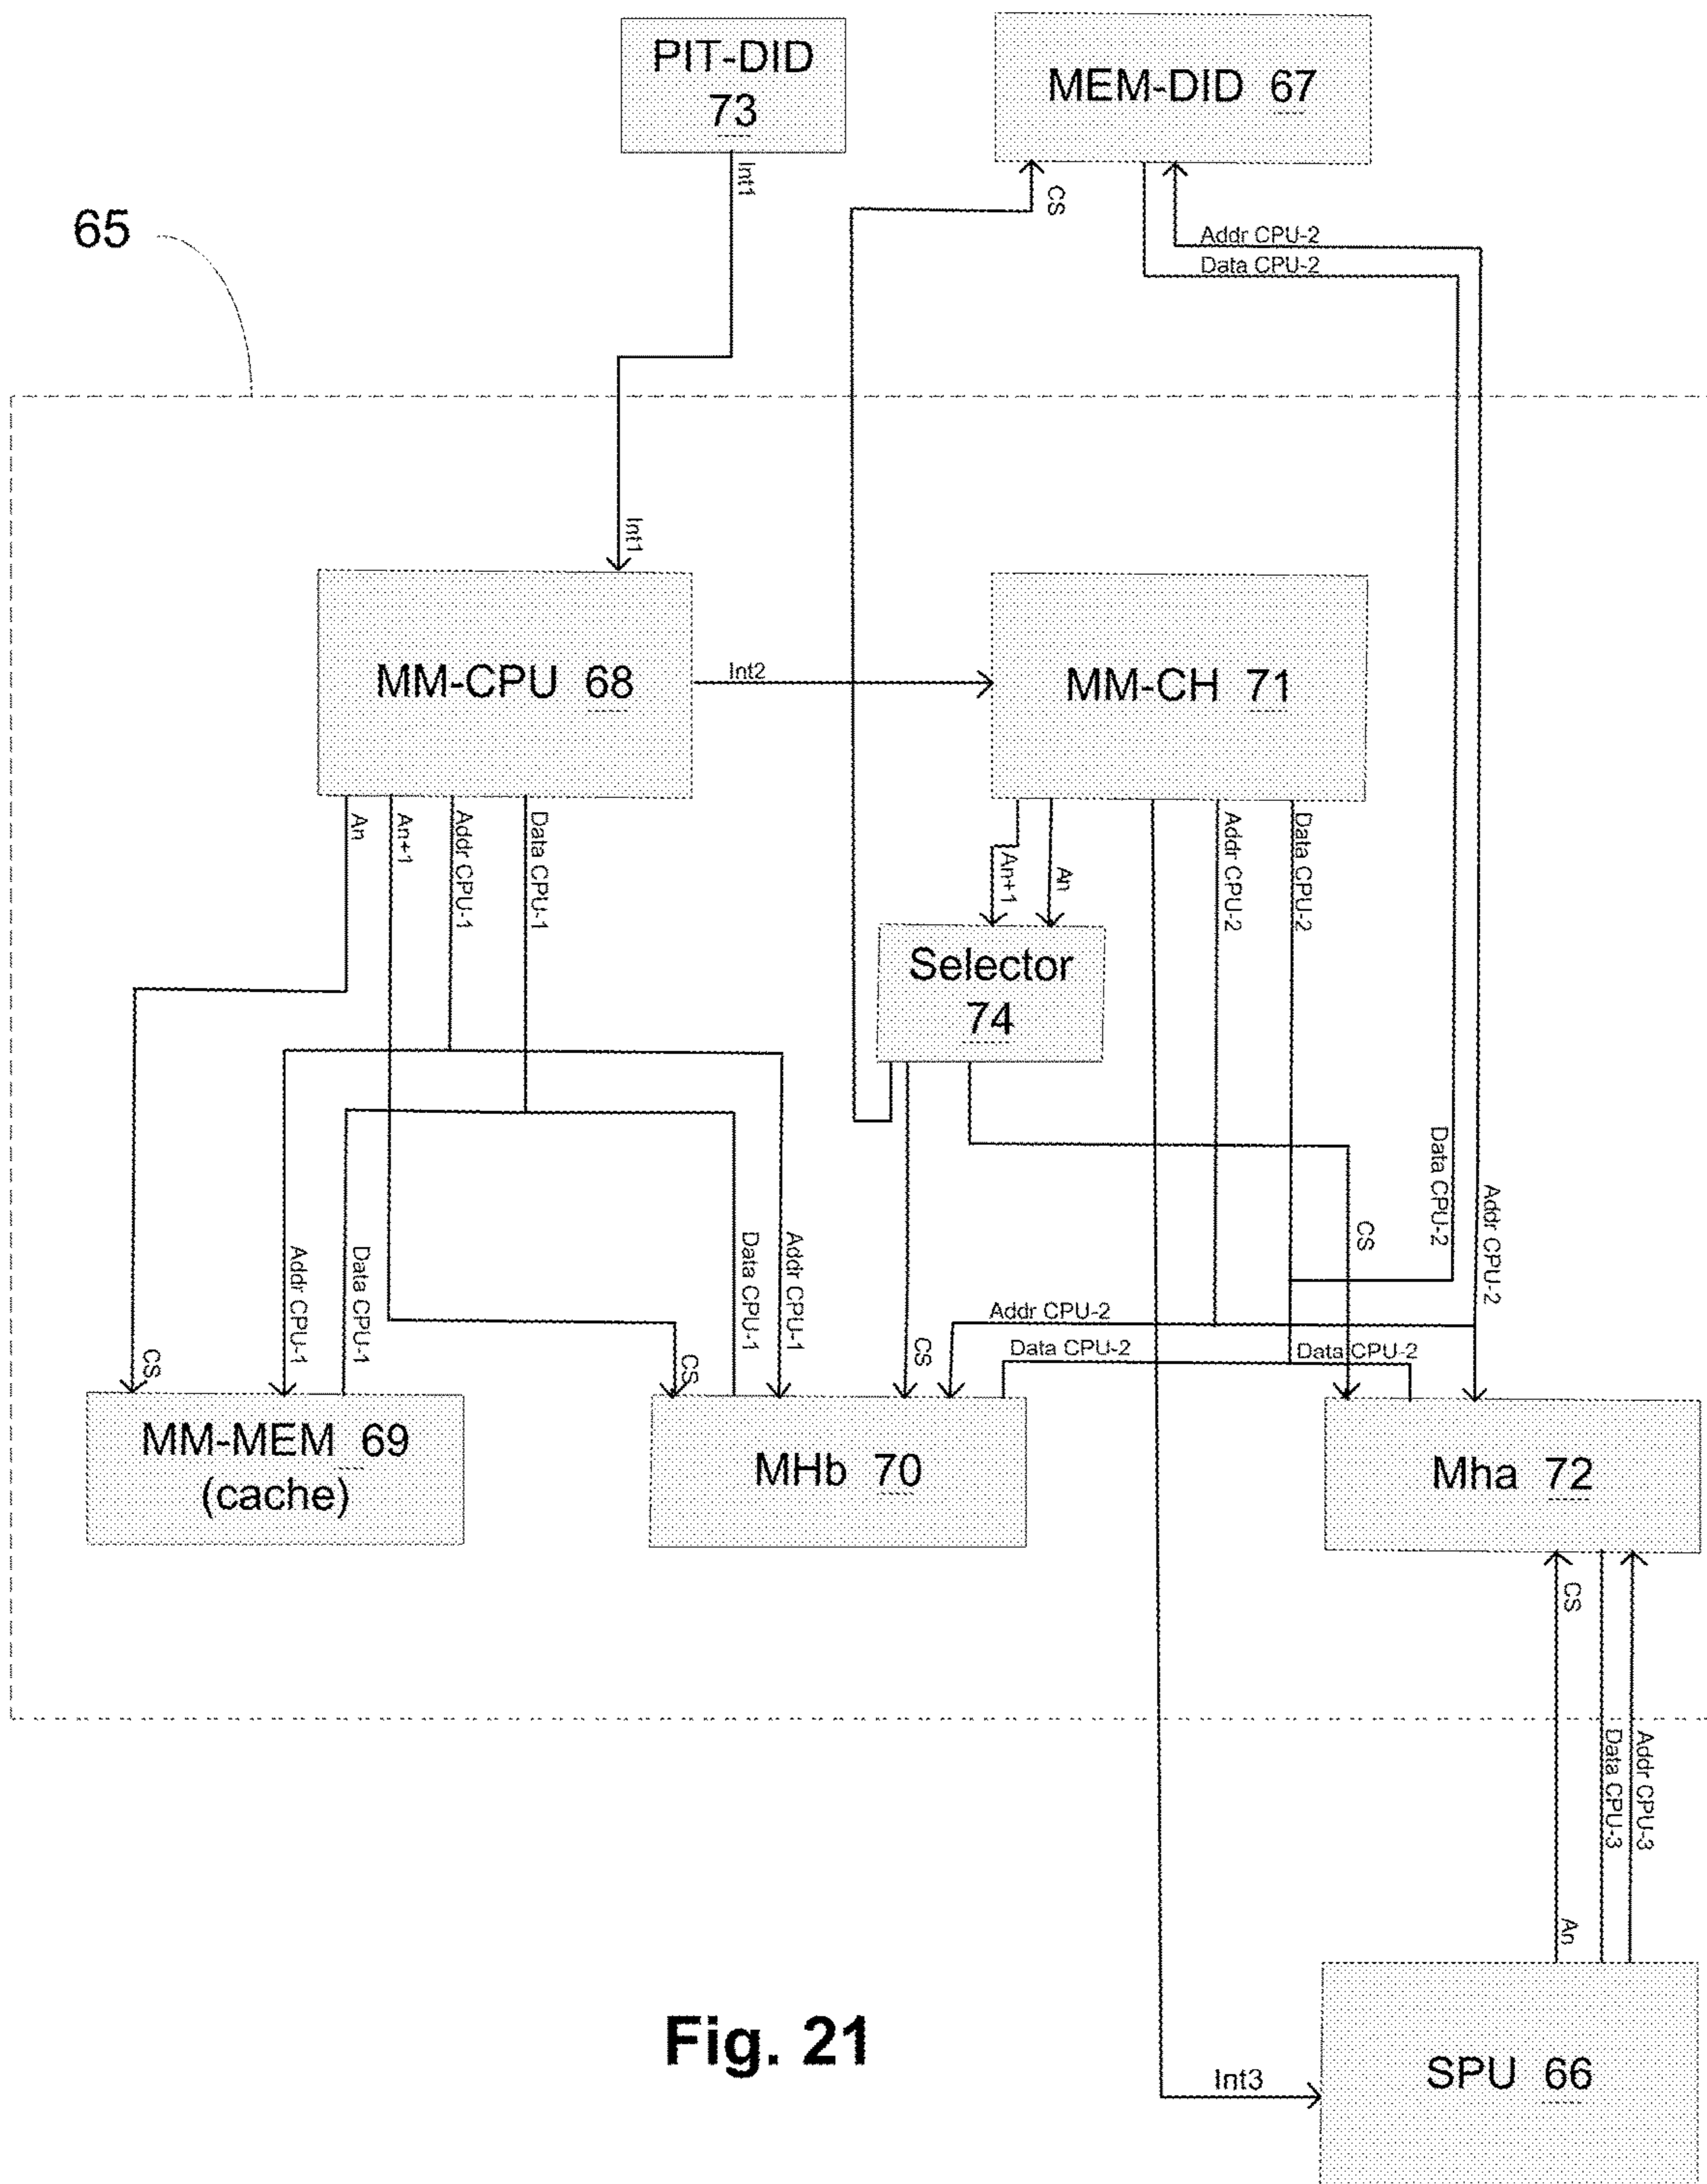 PIT-DID
73
MEM-DID 67
Int1
CS
Addr CPU-2
Data CPU-2
65
Int1
MM-CPU 68
Int2
MM-CH 71
An
An+1
Addr CPU-1
Data CPU-1
An+1
An
Addr CPU-2
Data CPU-2
Selector
74
Data CPU-2
Addr CPU-2
CS
Addr CPU-1
Data CPU-1
CS
Data CPU-1
Addr CPU-1
CS
Addr CPU-2
Data CPU-2
CS
Data CPU-2
MM-MEM 69
(cache)
MHb 70
Mha 72
CS
Data CPU-3
Addr CPU-3
An
Int3
SPU 66
Fig. 21